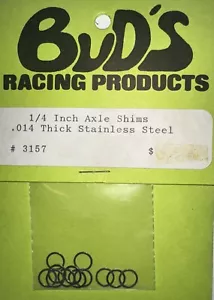 BUD'S
RACING PRODUCTS
1/4 Inch Axle Shims
.014 Thick Stainless Steel
# 3157 $